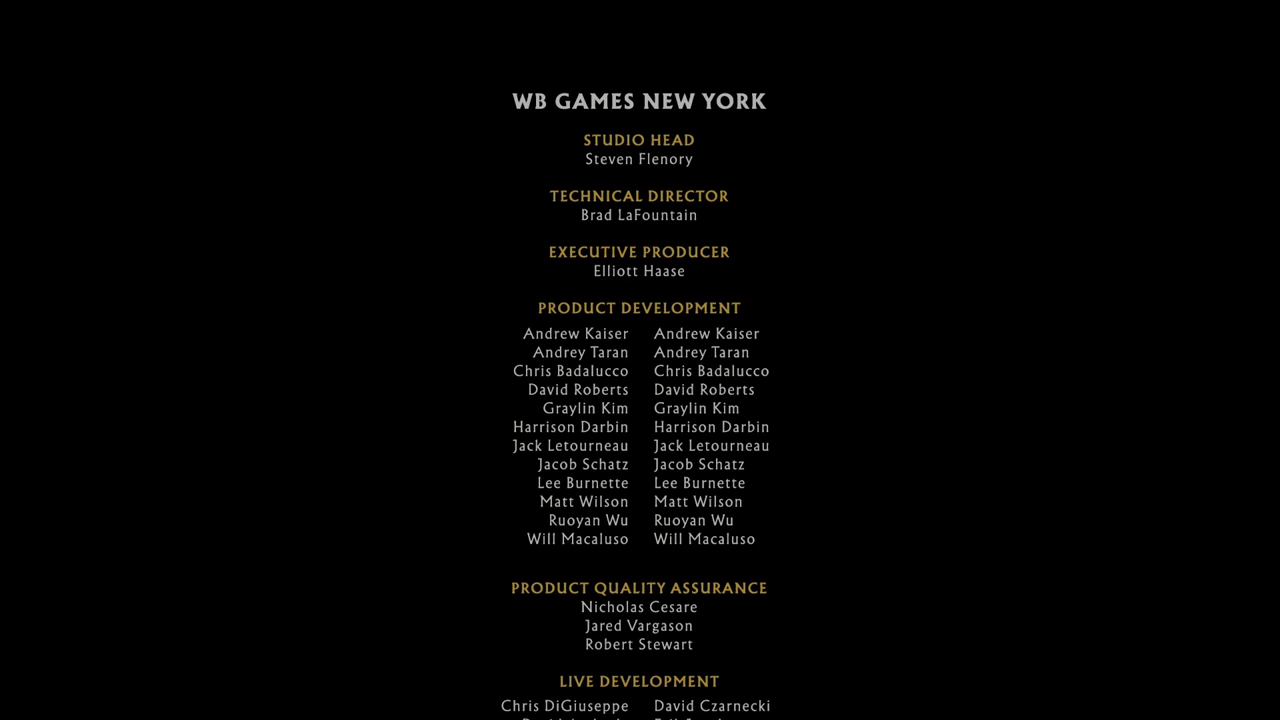 WB GAMES NEW YORK
STUDIO HEAD
Steven Flenory
TECHNICAL DIRECTOR
Brad LaFountain
EXECUTIVE PRODUCER
Elliott Haase
PRODUCT DEVELOPMENT
Andrew Kaiser Andrew Kaiser
Andrey Taran Andrey Taran
Chris Badalucco Chris Badalucco
David Roberts David Roberts
Graylin Kim Graylin Kim
Harrison Darbin Harrison Darbin
Jack Letourneau Jack Letourneau
Jacob Schatz Jacob Schatz
Lee Burnette Lee Burnette
Matt Wilson Matt Wilson
Ruoyan Wu Ruoyan Wu
Will Macaluso Will Macaluso
PRODUCT QUALITY ASSURANCE
Nicholas Cesare
Jared Vargason
Robert Stewart
LIVE DEVELOPMENT
Chris DiGiuseppe David Czarnecki